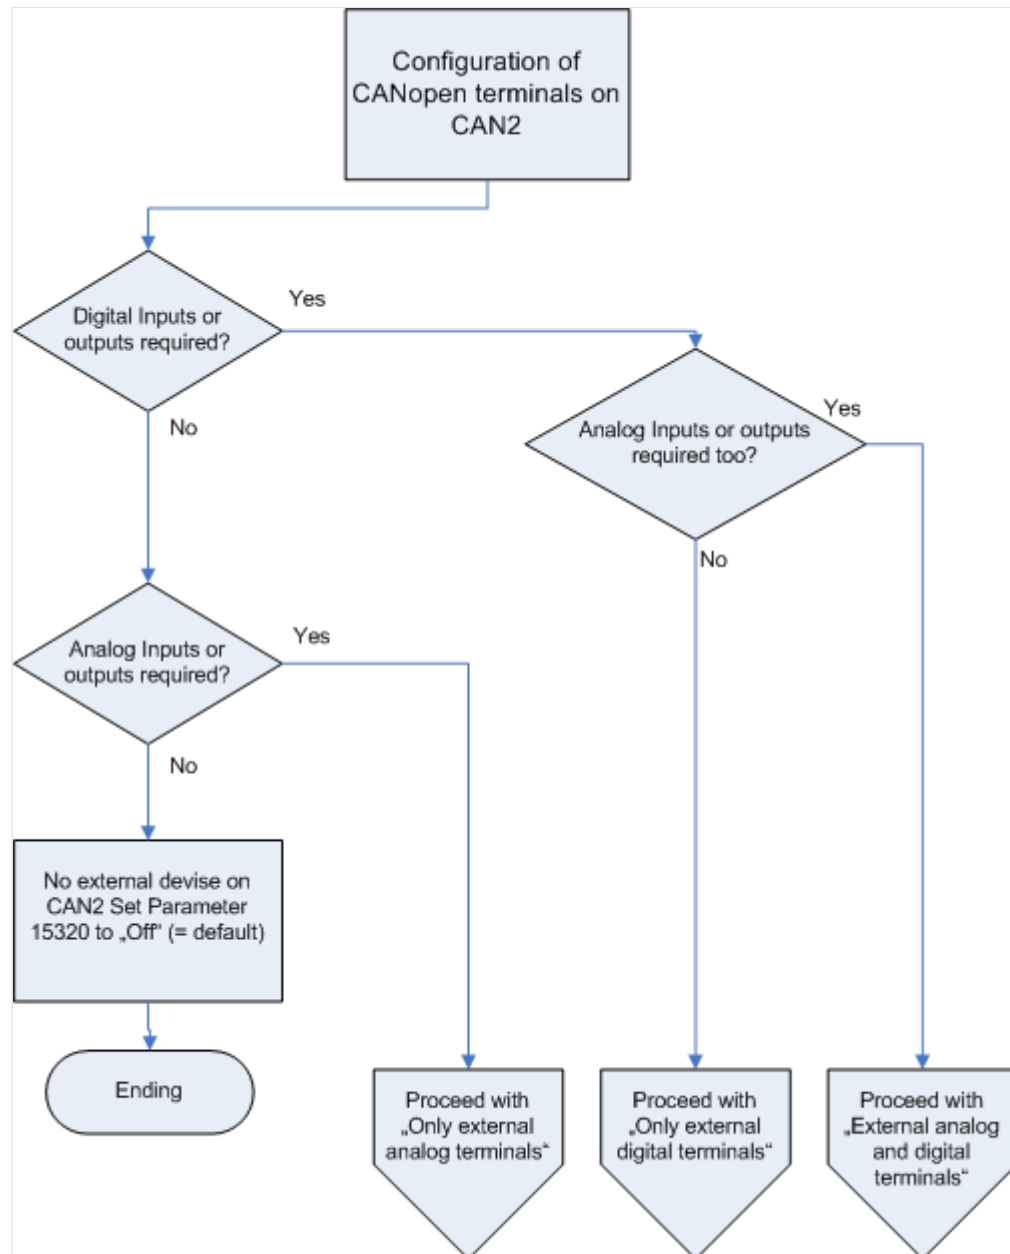 Configuration of
CANopen terminals on
CAN2
Digital Inputs or
outputs required?
Yes
No
Analog Inputs or outputs
required too?
Yes
No
Analog Inputs or
outputs required?
Yes
No
No external devise on
CAN2 Set Parameter
15320 to „Off“ (= default)
Ending
Proceed with
„Only external
analog terminals“
Proceed with
„Only external
digital terminals“
Proceed with
„External analog
and digital
terminals“